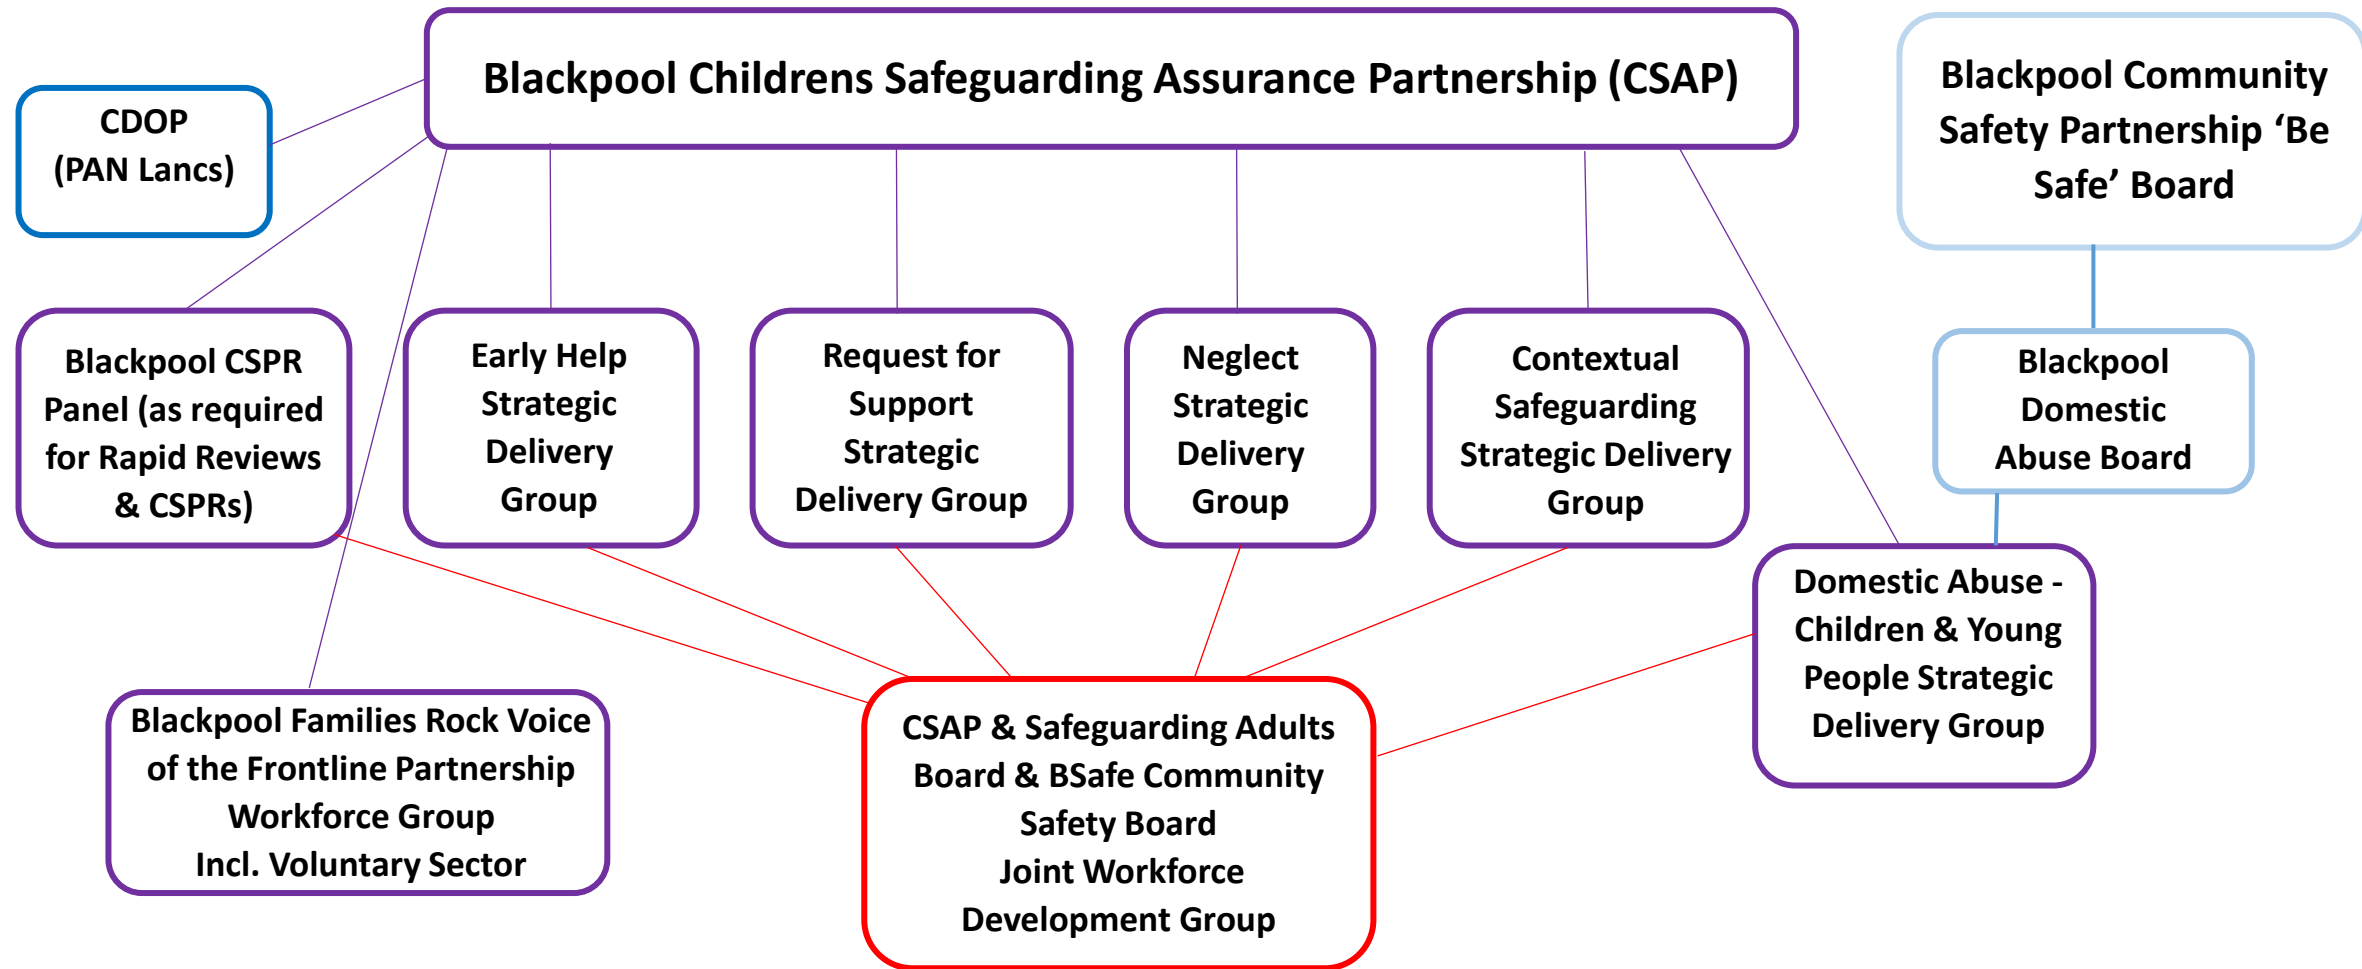 Blackpool Childrens Safeguarding Assurance Partnership (CSAP)
CDOP
(PAN Lancs)
Blackpool Community
Safety Partnership ‘Be
Safe’ Board
Blackpool CSPR
Panel (as required
for Rapid Reviews
& CSPRs)
Early Help
Strategic
Delivery
Group
Request for
Support
Strategic
Delivery Group
Neglect
Strategic
Delivery
Group
Contextual
Safeguarding
Strategic Delivery
Group
Blackpool
Domestic
Abuse Board
Domestic Abuse -
Children & Young
People Strategic
Delivery Group
Blackpool Families Rock Voice
of the Frontline Partnership
Workforce Group
Incl. Voluntary Sector
CSAP & Safeguarding Adults
Board & BSafe Community
Safety Board
Joint Workforce
Development Group